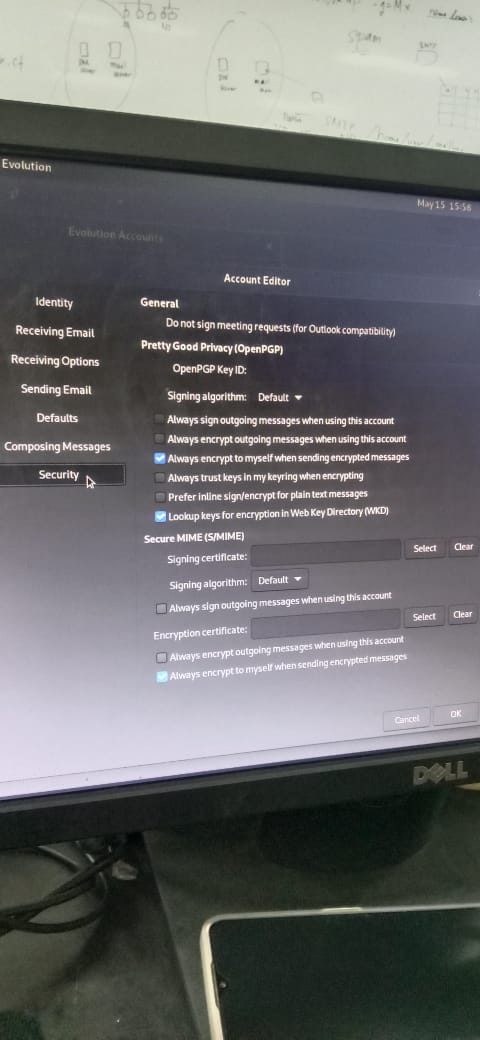 Evolution
May 15 15:56
Evolution Accounts
Account Editor
Identity
Receiving Email
Receiving Options
Sending Email
Defaults
Composing Messages
Security
General
Do not sign meeting requests (for Outlook compatibility)
Pretty Good Privacy (OpenPGP)
OpenPGP Key ID:
Signing algorithm: Default
Always sign outgoing messages when using this account
Always encrypt outgoing messages when using this account
Always encrypt to myself when sending encrypted messages
Always trust keys in my keyring when encrypting
Prefer inline sign/encrypt for plain text messages
Lookup keys for encryption in Web Key Directory (WKD)
Secure MIME (S/MIME)
Signing certificate: Select Clear
Signing algorithm: Default
Always sign outgoing messages when using this account
Encryption certificate: Select Clear
Always encrypt outgoing messages when using this account
Always encrypt to myself when sending encrypted messages
Cancel OK
DELL